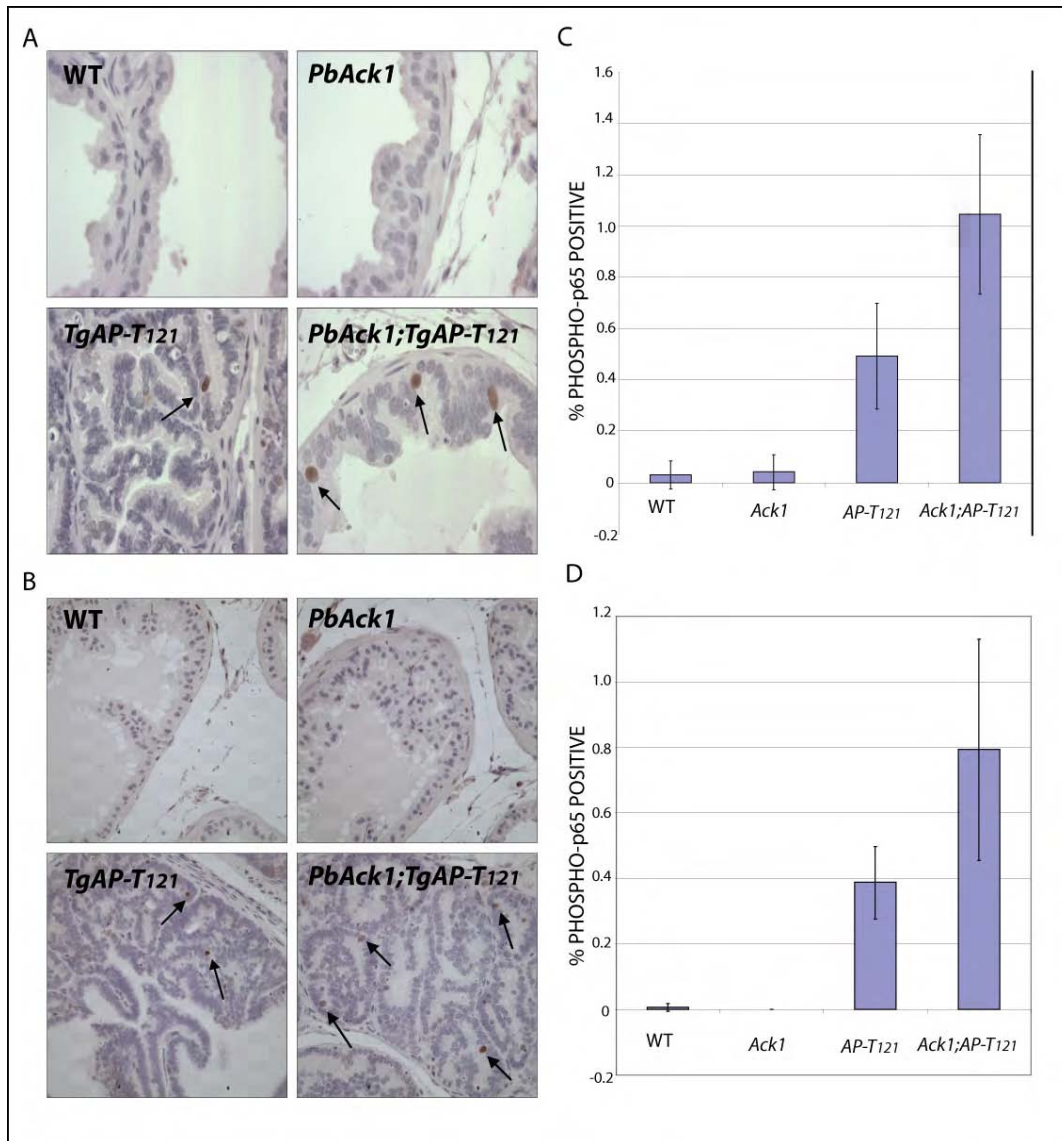 A
WT
PbAck1
TgAP-T121
PbAck1;TgAP-T121
B
WT
PbAck1
TgAP-T121
PbAck1;TgAP-T121
C
% PHOSPHO-p65 POSITIVE
1.6
1.4
1.2
1.0
0.8
0.6
0.4
0.2
0
-0.2
WT
Ack1
AP-T121
Ack1;AP-T121
D
% PHOSPHO-p65 POSITIVE
1.2
1.0
0.8
0.6
0.4
0.2
0
-0.2
WT
Ack1
AP-T121
Ack1;AP-T121